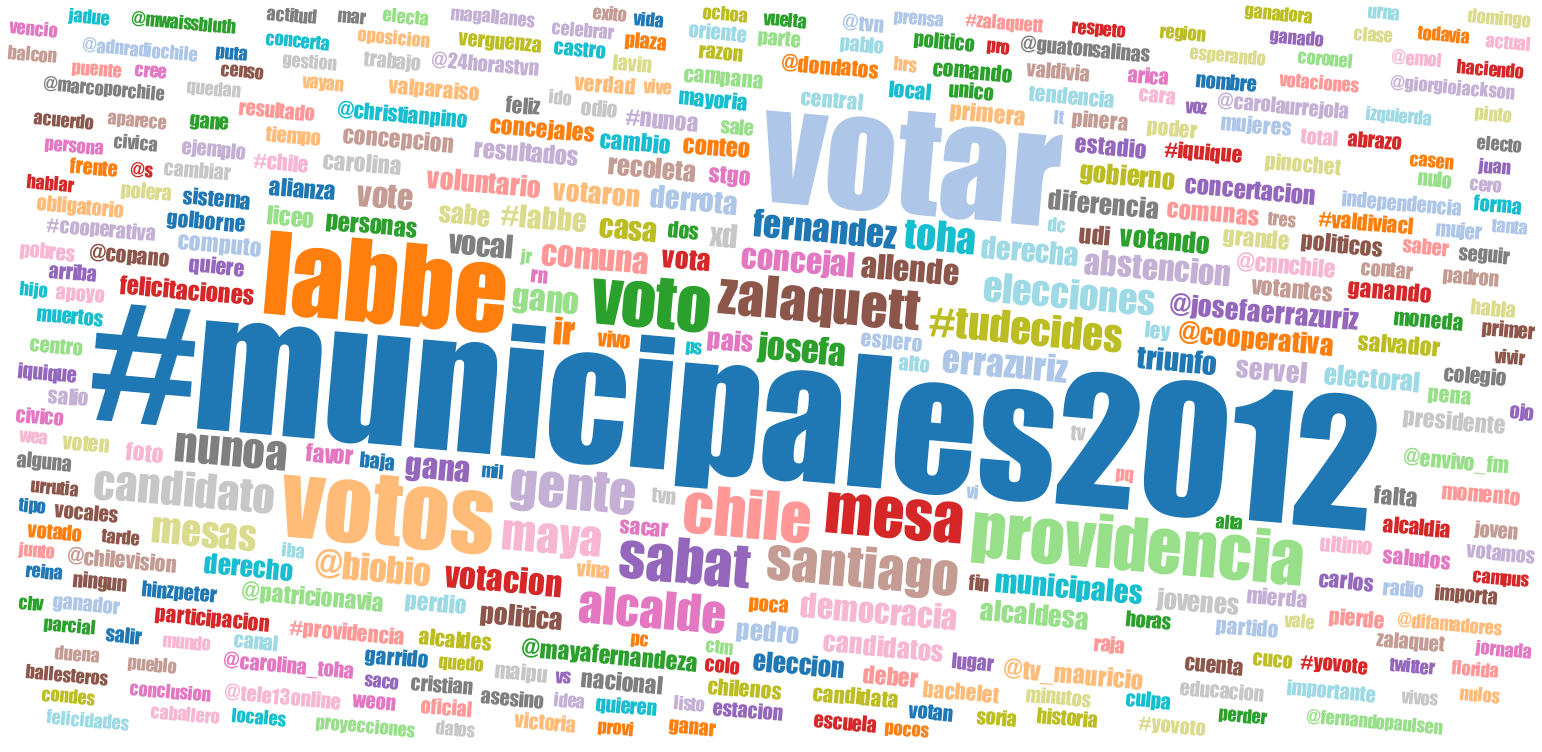 jadue @mwaissbluth actitud mar electa magallanes exito vida ochoa vuelta @tvn prensa #zalaquett respeto region ganadora urna domingo
vencio concerta oposicion verguenza celebrar plaza oriente parte pablo politico pro @guatonsalinas esperando ganado clase todavia actual
balcon @adnradiochile puta gestion trabajo @24horastvn castro lavin razon @dondatos hrs comando valdivia arica nombre votaciones coronel @emol haciendo
puente cree censo vayan valparaiso verdad vive campana local unico tendencia cara voz @carolaurrejola izquierda @giorgiojackson
@marcoporchile quedan resultado @christianpino feliz ido odio #nunoa mayoria central primera lt pinera poder mujeres total abrazo pinto
acuerdo aparece gane tiempo concepcion concejales cambio sale conteo votar estadio #iquique pinochet casen electo
persona civica ejemplo #chile carolina resultados recoleta stgo gobierno concertacion nulo juan cero
frente @s cambiar alianza vote voluntario votaron derrota diferencia comunas tres independencia forma
hablar polera sistema liceo personas sabe #labbe casa dos xd fernandez toha dc udi votando grande #valdiviacl mujer tanta
obligatorio golborne vocal jr comuna vota concejal allende derecha abstencion politicos saber seguir
#cooperativa computo quiere labbe rn gano voto zalaquett elecciones @cnnchile contar padron
pobres @copano arriba felicitaciones ir vivo ps pais josefa espero #tudecides @josefaerrazuriz votantes ganando habla
hijo apoyo muertos alto errazuriz ley @cooperativa triunfo moneda salvador primer
centro #municipales2012 servel electoral colegio vivir
iquique salio pena ojo
civico wea voten foto nunoa favor baja gana mil tv pq presidente @envivo_fm
alguna candidato votos gente tvn chile mesa vi providencia alta falta momento
urrutia tipo vocales mesas maya sacar sabat santiago alcaldia joven
votado tarde derecho iba @biobio votacion vina fin municipales ultimo saludos votamos
junto @chilevision carlos radio campus
reina ningun hinzpeter @patricionavia perdio politica alcalde poca democracia alcaldesa jovenes mierda importa
chv ganador participacion #providencia alcaldes pc pedro candidatos horas partido vale pierde @difamadores
parcial salir mundo canal @mayafernandeza ctm raja zalaquet jornada
duena pueblo @carolina_toha garrido quedo maipu vs nacional colo eleccion deber lugar @tv_mauricio cuenta cuco #yovote twitter florida
ballesteros conclusion @tele13online saco cristian asesino idea quieren chilenos candidata bachelet minutos educacion importante vivos nulos
condes caballero locales weon oficial victoria listo estacion votan soria historia culpa perder
felicidades proyecciones datos provi ganar escuela pocos #yovoto @fernandopaulsen